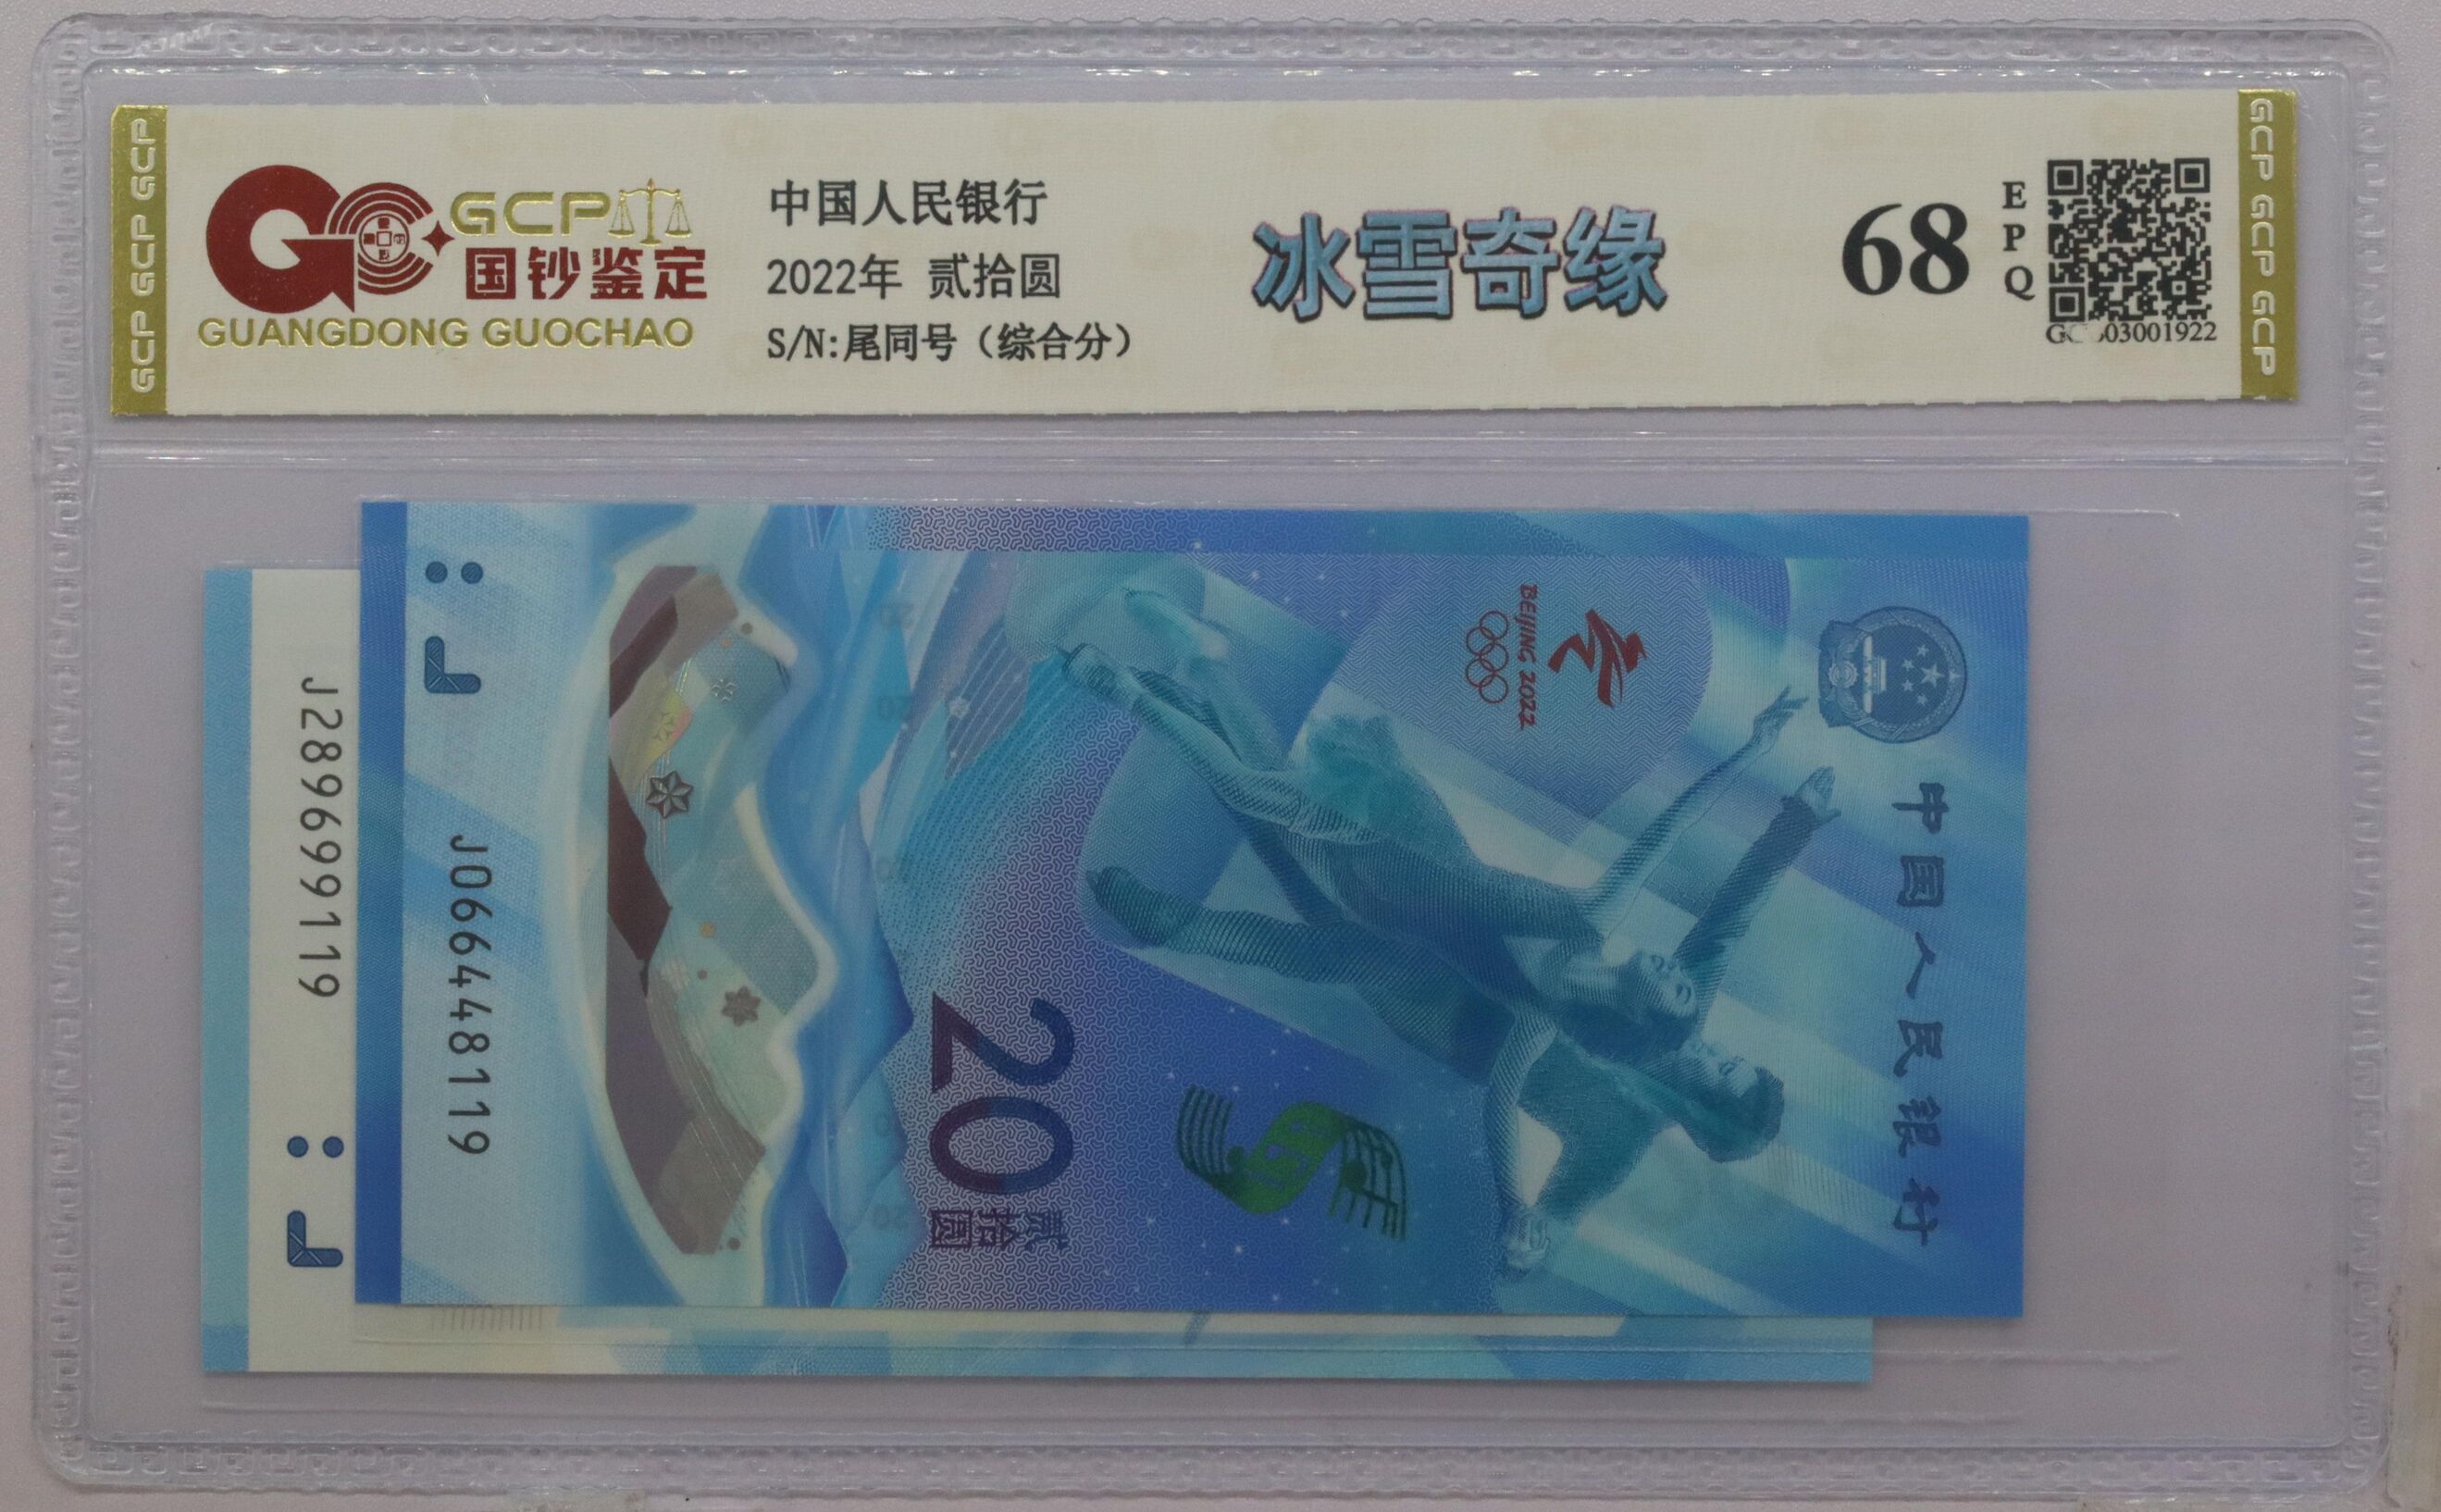 GCP GCP GCP
GCP
国钞鉴定
GUANGDONG GUOCHAO
中国人民银行
2022年 贰拾圆
S/N:尾同号（综合分）
冰雪奇缘
68
EPQ
03001922
GCP GCP GCP
J289699119
J066448119
20
贰拾圆
BEIJING 2022
中国人民银行